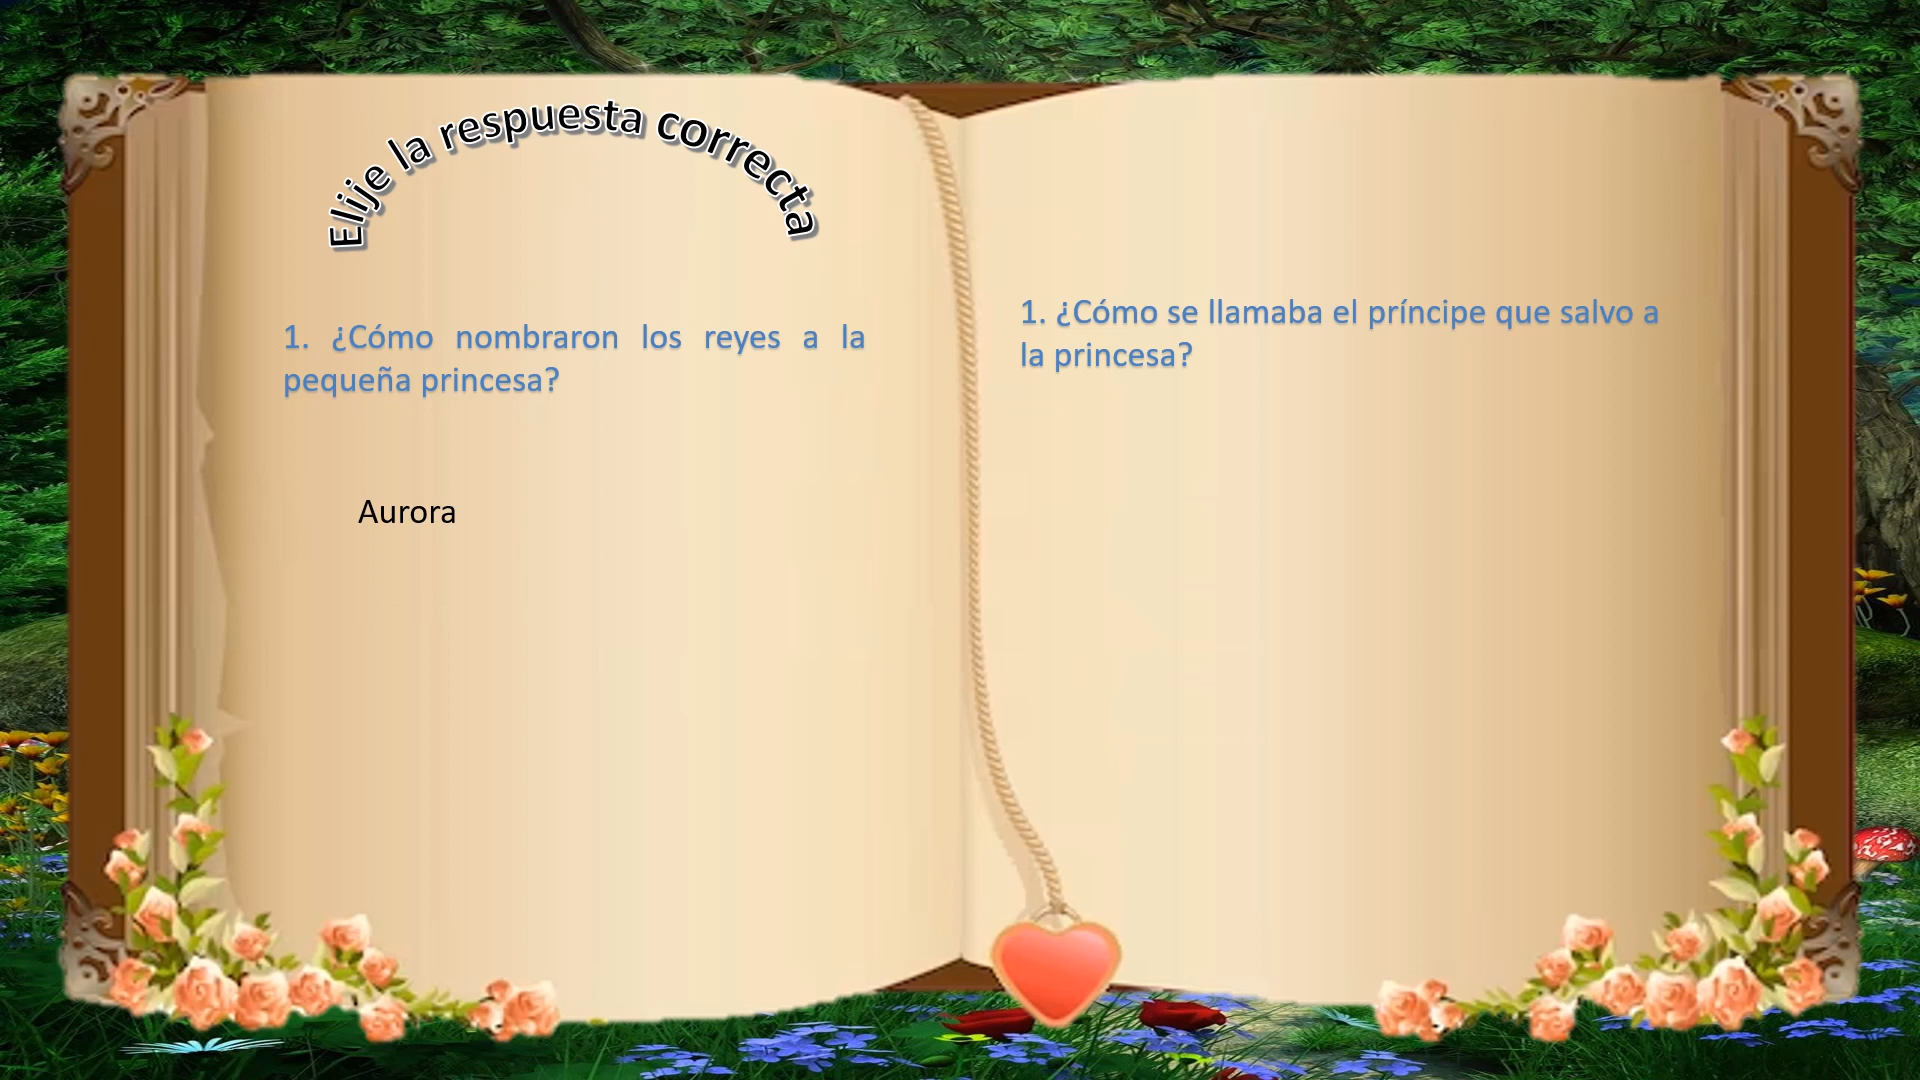 Elije la respuesta correcta
1. ¿Cómo nombraron los reyes a la
pequeña princesa?
Aurora
1. ¿Cómo se llamaba el príncipe que salvo a
la princesa?